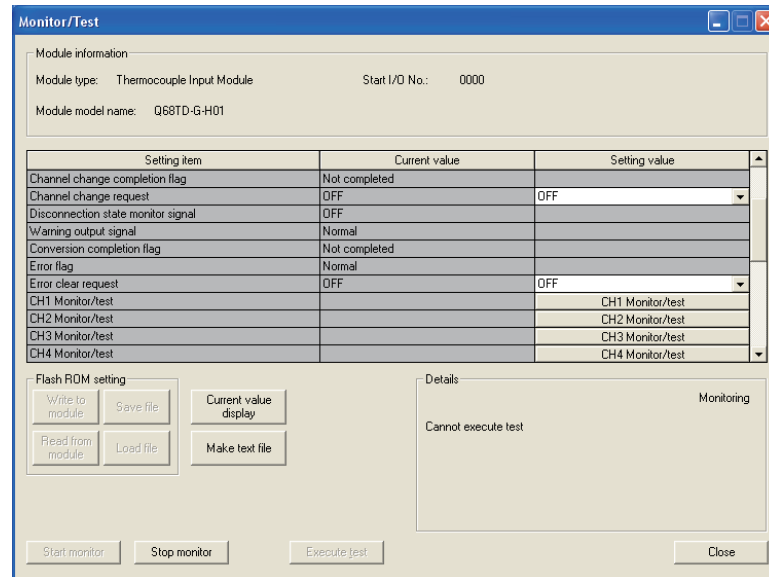 Monitor/Test
Module information
Module type: Thermocouple Input Module Start I/O No.: 0000
Module model name: Q68TD-G-H01
Setting item Current value Setting value
Channel change completion flag Not completed
Channel change request OFF OFF
Disconnection state monitor signal OFF
Warning output signal Normal
Conversion completion flag Not completed
Error flag Normal
Error clear request OFF OFF
CH1 Monitor/test CH1 Monitor/test
CH2 Monitor/test CH2 Monitor/test
CH3 Monitor/test CH3 Monitor/test
CH4 Monitor/test CH4 Monitor/test
Flash ROM setting
Write to
module
Save file
Read from
module
Load file
Current value
display
Make text file
Details
Monitoring
Cannot execute test
Start monitor Stop monitor Execute test Close